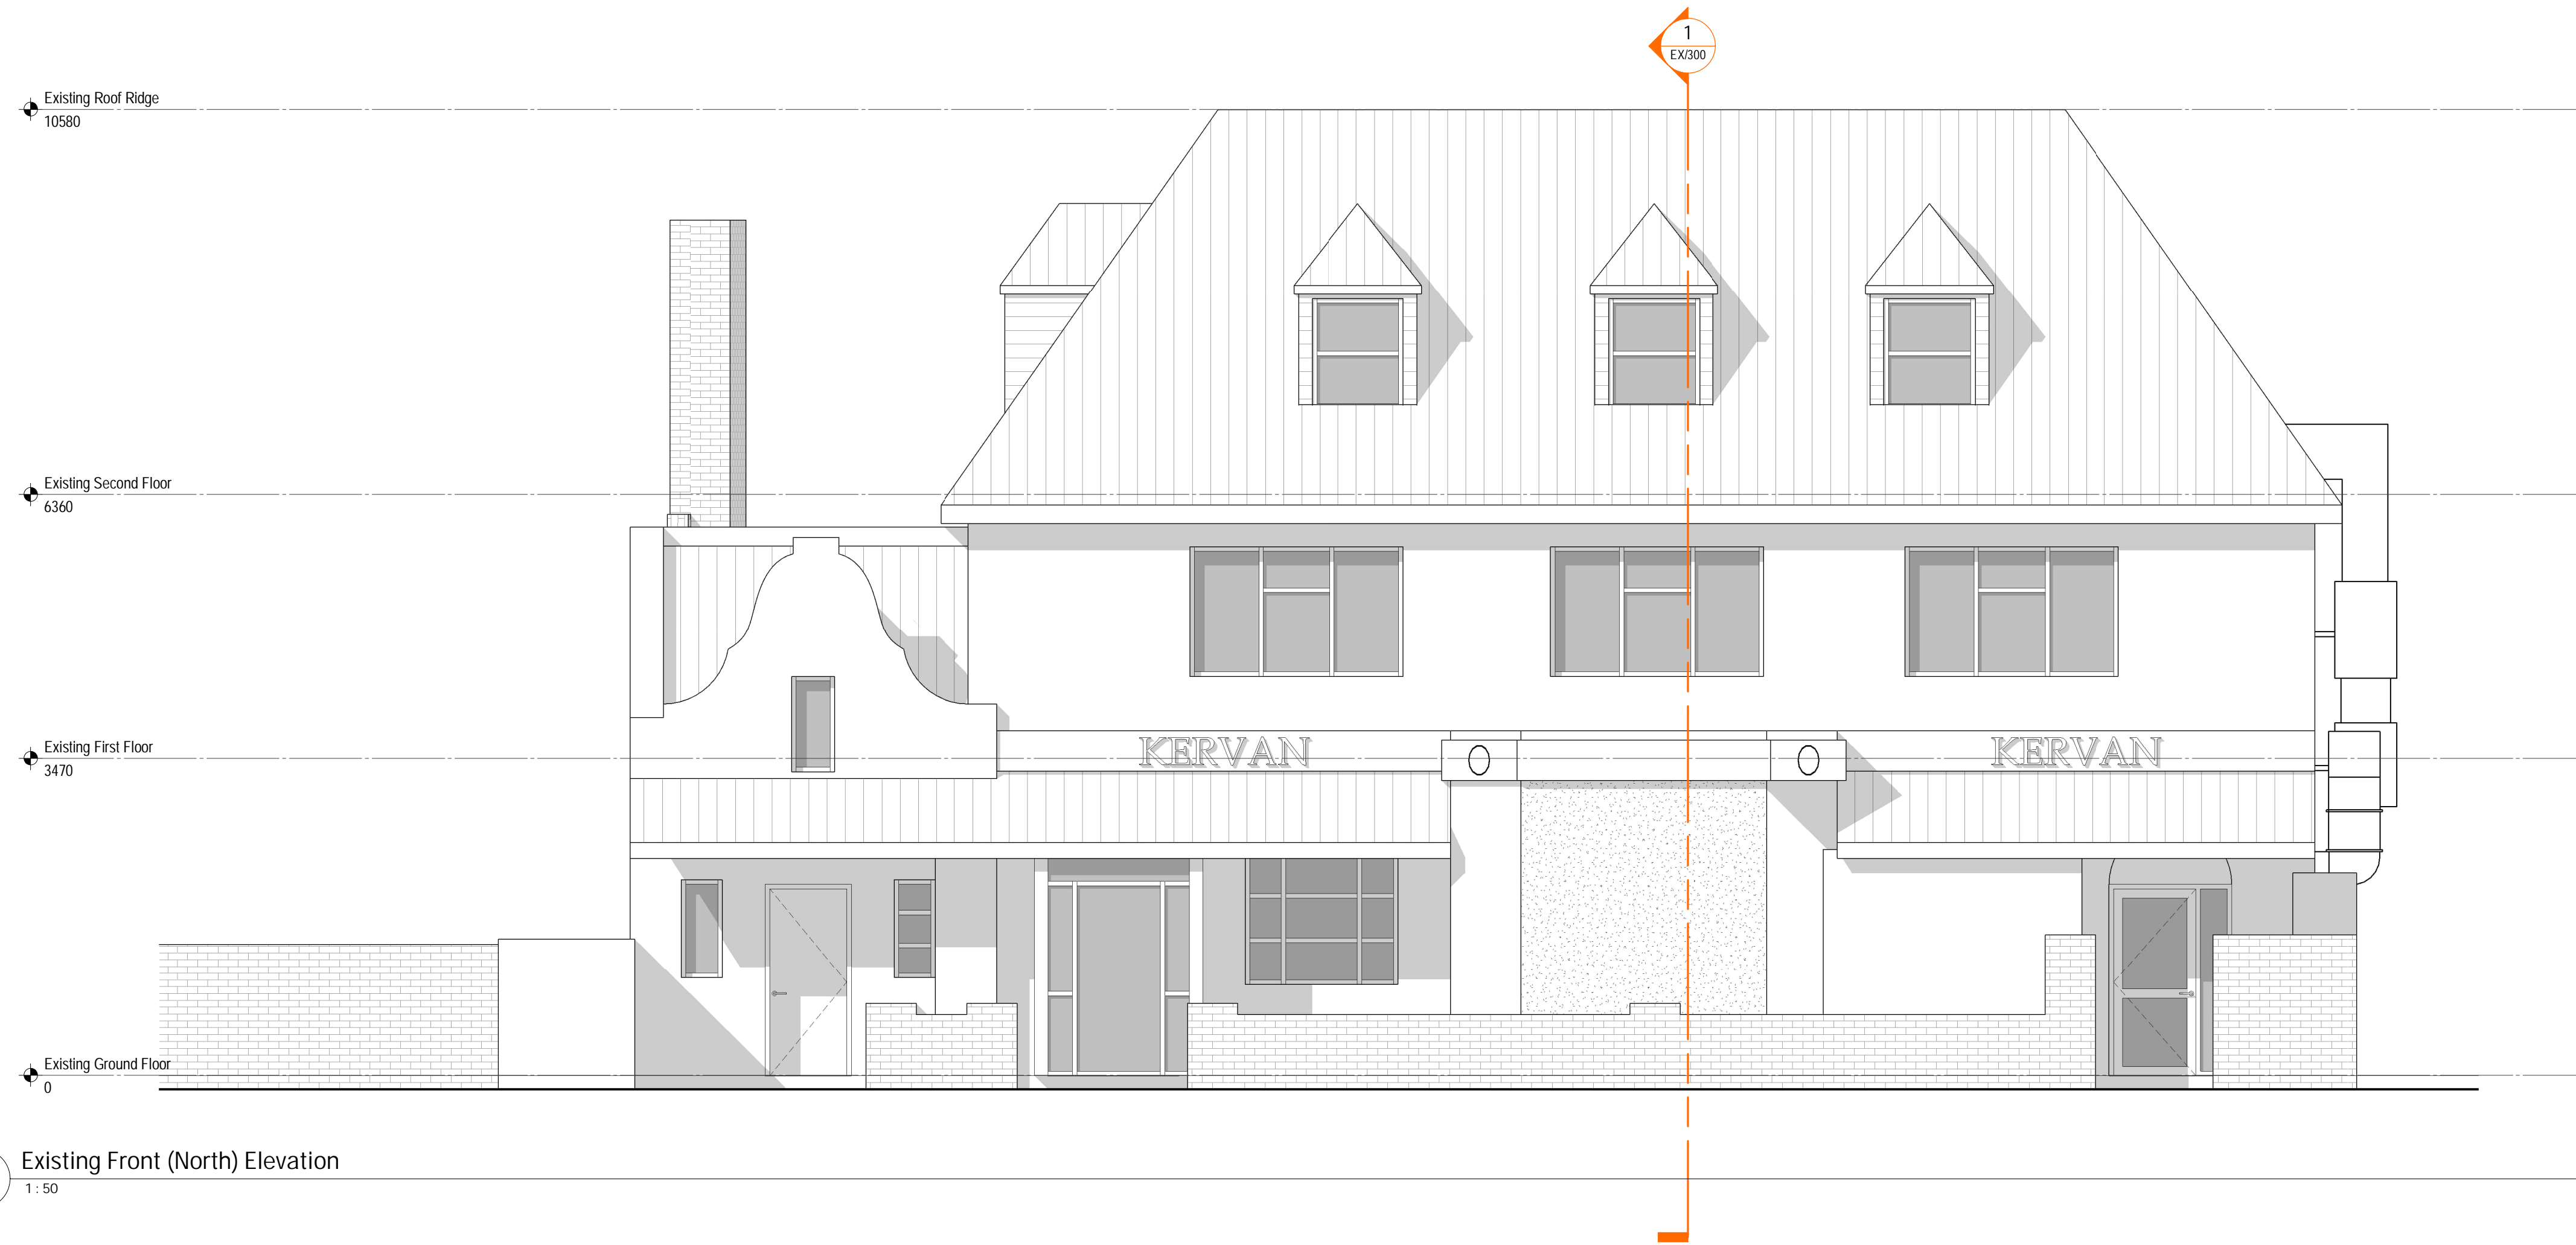 1
EX/300
Existing Roof Ridge
10580
Existing Second Floor
6360
Existing First Floor
3470
KERVAN
KERVAN
Existing Ground Floor
0
Existing Front (North) Elevation
1 : 50